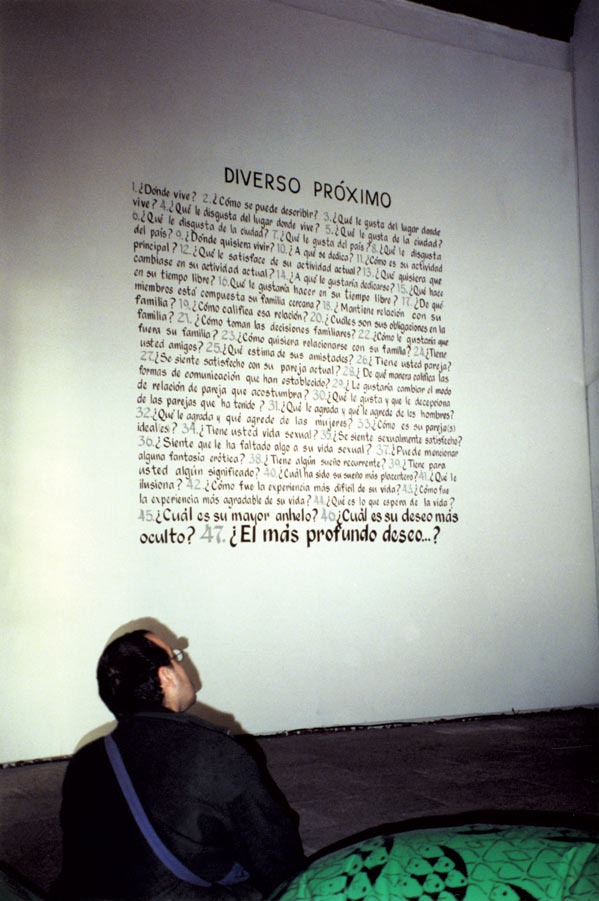 DIVERSO PRÓXIMO
1. ¿Dónde vive? 2. ¿Cómo se puede describir? 3. ¿Qué le gusta del lugar donde
vive? 4. ¿Qué le disgusta del lugar donde vive? 5. ¿Qué le gusta de la ciudad?
6. ¿Qué le disgusta de la ciudad? 7. ¿Qué le gusta del país? 8. ¿Qué le disgusta
del país? 9. ¿Dónde quisiera vivir? 10. ¿A qué se dedica? 11. ¿Cómo es su actividad
principal? 12. ¿Qué le satisface de su actividad actual? 13. ¿Qué quisiera que
cambiase en su actividad actual? 14. ¿A qué le gustaría dedicarse? 15. ¿Qué hace
en su tiempo libre? 16. Qué le gustaría hacer en su tiempo libre? 17. ¿De qué
miembros está compuesta su familia cercana? 18. ¿Mantiene relación con su
familia? 19. ¿Cómo califica esa relación? 20. ¿Cuáles son sus obligaciones en la
familia? 21. ¿Cómo toman las decisiones familiares? 22. ¿Cómo le gustaría que
fuera su familia? 23. ¿Cómo quisiera relacionarse con su familia? 24. ¿Tiene
usted amigos? 25. ¿Qué estima de sus amistades? 26. ¿Tiene usted pareja?
27. ¿Se siente satisfecho con su pareja actual? 28. ¿De qué manera califica las
formas de comunicación que han establecido? 29. ¿Le gustaría cambiar el modo
de relación de pareja que acostumbra? 30. ¿Qué le gusta y que le decepciona
de las parejas que ha tenido? 31. ¿Qué le agrada y qué le agrede de los hombres?
32. ¿Qué le agrada y qué agrede de las mujeres? 33. ¿Cómo es su pareja(s)
ideal/es? 34. ¿Tiene usted vida sexual? 35. ¿Se siente sexualmente satisfecho?
36. ¿Siente que le ha faltado algo a su vida sexual? 37. ¿Puede mencionar
alguna fantasía erótica? 38. ¿Tiene algún sueño recurrente? 39. ¿Tiene para
usted algún significado? 40. ¿Cuál ha sido su sueño más placentero? 41. ¿Qué le
ilusiona? 42. ¿Cómo fue la experiencia más difícil de su vida? 43. ¿Cómo fue
la experiencia más agradable de su vida? 44. ¿Qué es lo que espera de la vida?
45. ¿Cuál es su mayor anhelo? 46. ¿Cuál es su deseo más
oculto? 47. ¿El más profundo deseo...?